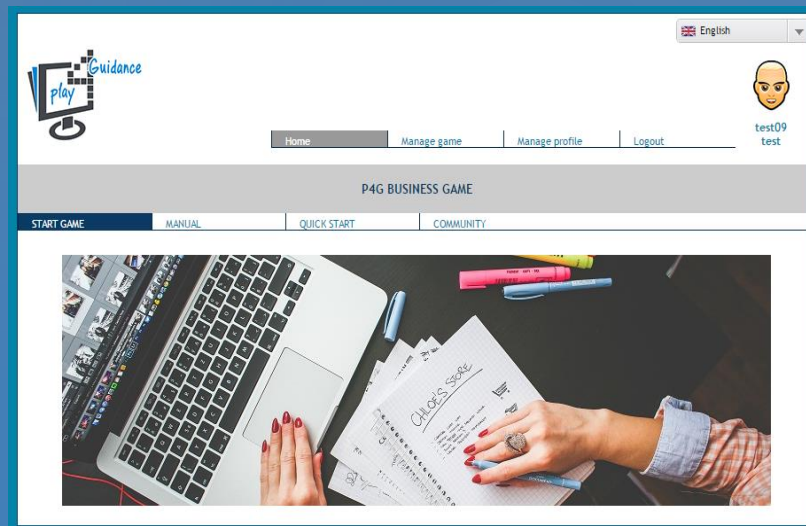 English
Guidance
play
test09
test
Home
Manage game
Manage profile
Logout
P4G BUSINESS GAME
START GAME
MANUAL
QUICK START
COMMUNITY
CHLOE'S STORE